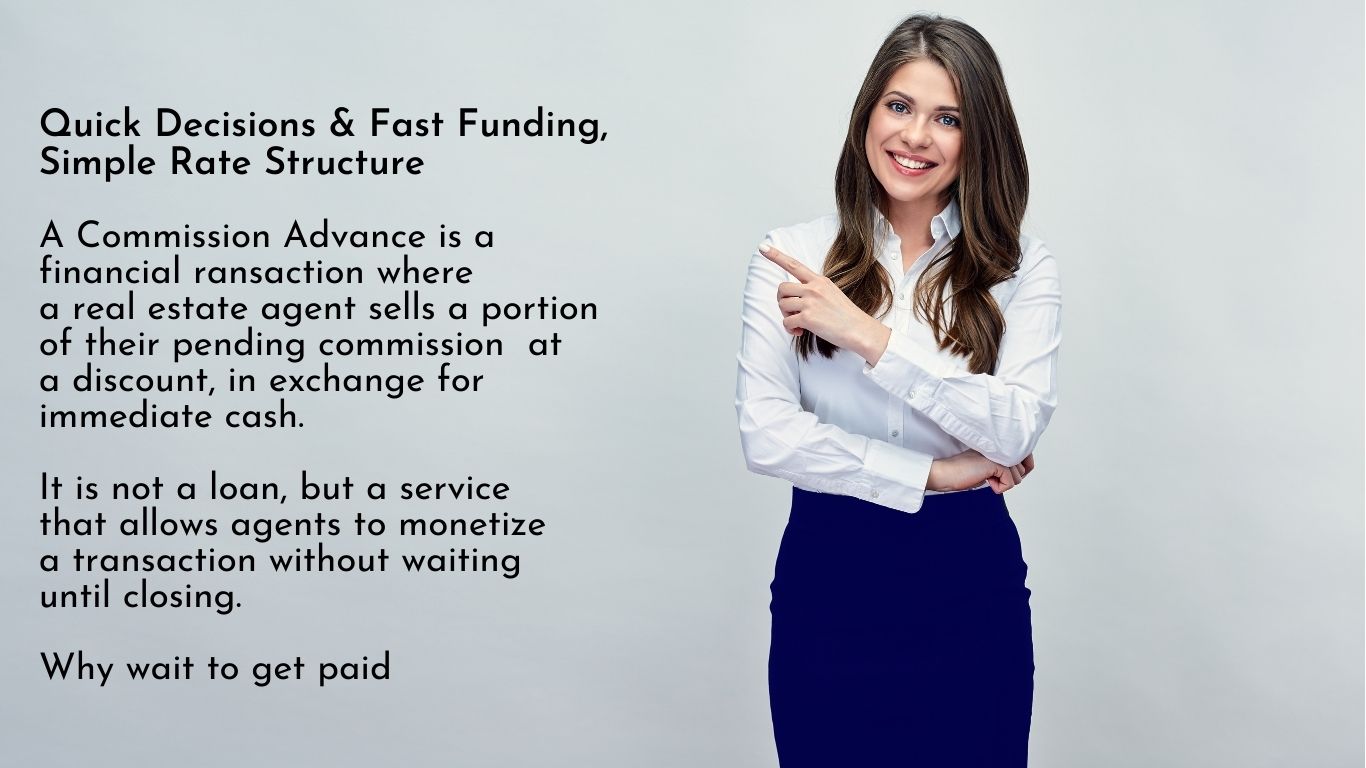 Quick Decisions & Fast Funding,
Simple Rate Structure
A Commission Advance is a
financial ransaction where
a real estate agent sells a portion
of their pending commission  at
a discount, in exchange for
immediate cash.
It is not a loan, but a service
that allows agents to monetize
a transaction without waiting
until closing.
Why wait to get paid